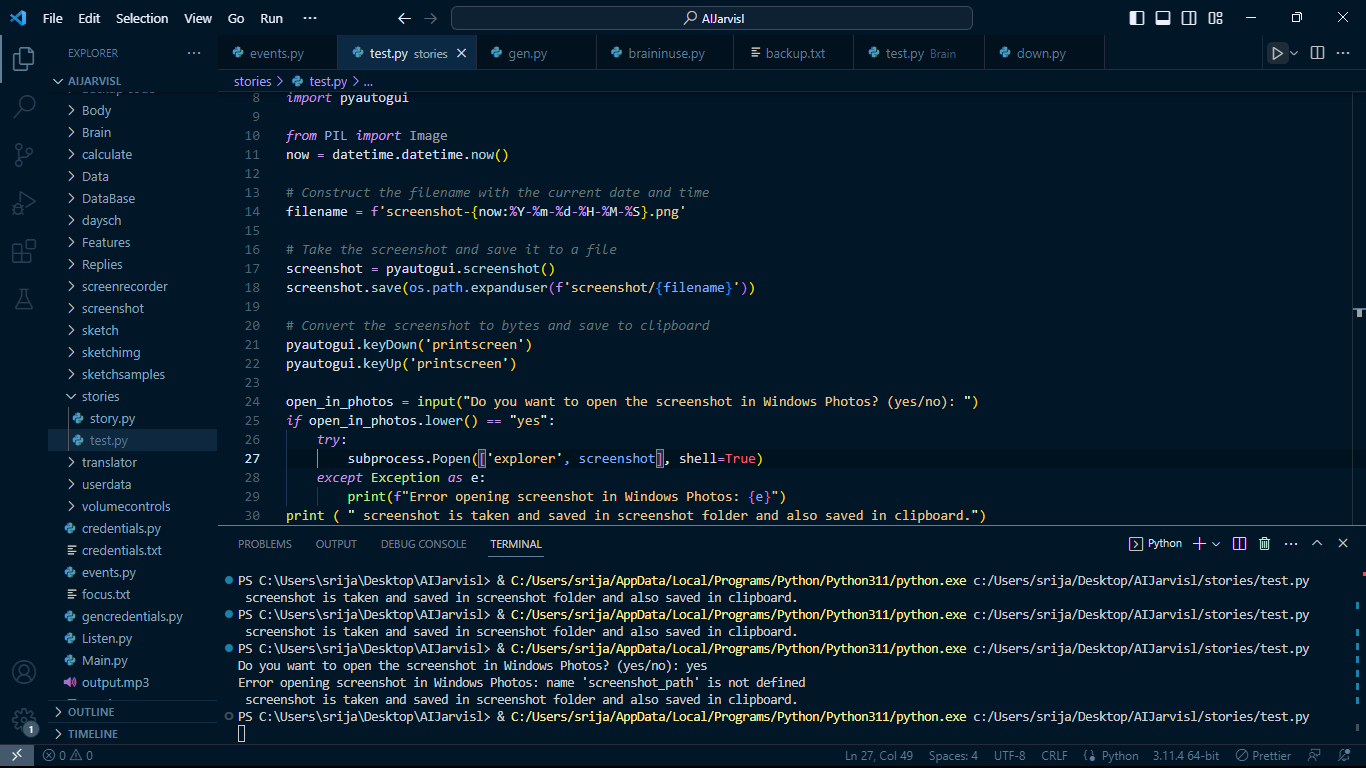 File Edit Selection View Go Run ··· AIJarvisl
EXPLORER ···
events.py test.py stories gen.py braininuse.py backup.txt test.py Brain down.py
stories > test.py > ...
AIJARVISL
Body
Brain
calculate
Data
DataBase
daysch
Features
Replies
screenrecorder
screenshot
sketch
sketchimg
sketchsamples
stories
story.py
test.py
translator
userdata
volumecontrols
credentials.py
credentials.txt
events.py
focus.txt
gencredentials.py
Listen.py
Main.py
output.mp3
OUTLINE
TIMELINE
8 import pyautogui
9
10 from PIL import Image
11 now = datetime.datetime.now()
12
13 # Construct the filename with the current date and time
14 filename = f'screenshot-{now:%Y-%m-%d-%H-%M-%S}.png'
15
16 # Take the screenshot and save it to a file
17 screenshot = pyautogui.screenshot()
18 screenshot.save(os.path.expanduser(f'screenshot/{filename}'))
19
20 # Convert the screenshot to bytes and save to clipboard
21 pyautogui.keyDown('printscreen')
22 pyautogui.keyUp('printscreen')
23
24 open_in_photos = input("Do you want to open the screenshot in Windows Photos? (yes/no): ")
25 if open_in_photos.lower() == "yes":
26 try:
27 subprocess.Popen(['explorer', screenshot], shell=True)
28 except Exception as e:
29 print(f"Error opening screenshot in Windows Photos: {e}")
30 print ( " screenshot is taken and saved in screenshot folder and also saved in clipboard.")
PROBLEMS OUTPUT DEBUG CONSOLE TERMINAL Python
PS C:\Users\srija\Desktop\AIJarvisl> & C:/Users/srija/AppData/Local/Programs/Python/Python311/python.exe c:/Users/srija/Desktop/AIJarvisl/stories/test.py
screenshot is taken and saved in screenshot folder and also saved in clipboard.
PS C:\Users\srija\Desktop\AIJarvisl> & C:/Users/srija/AppData/Local/Programs/Python/Python311/python.exe c:/Users/srija/Desktop/AIJarvisl/stories/test.py
screenshot is taken and saved in screenshot folder and also saved in clipboard.
PS C:\Users\srija\Desktop\AIJarvisl> & C:/Users/srija/AppData/Local/Programs/Python/Python311/python.exe c:/Users/srija/Desktop/AIJarvisl/stories/test.py
Do you want to open the screenshot in Windows Photos? (yes/no): yes
Error opening screenshot in Windows Photos: name 'screenshot_path' is not defined
screenshot is taken and saved in screenshot folder and also saved in clipboard.
PS C:\Users\srija\Desktop\AIJarvisl> & C:/Users/srija/AppData/Local/Programs/Python/Python311/python.exe c:/Users/srija/Desktop/AIJarvisl/stories/test.py
1
0 0 Ln 27, Col 49 Spaces: 4 UTF-8 CRLF Python 3.11.4 64-bit Prettier